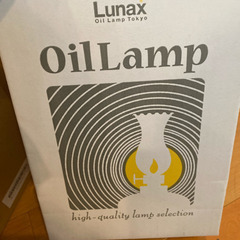 Lunax
Oil Lamp Tokyo
OilLamp
high-quality lamp selection